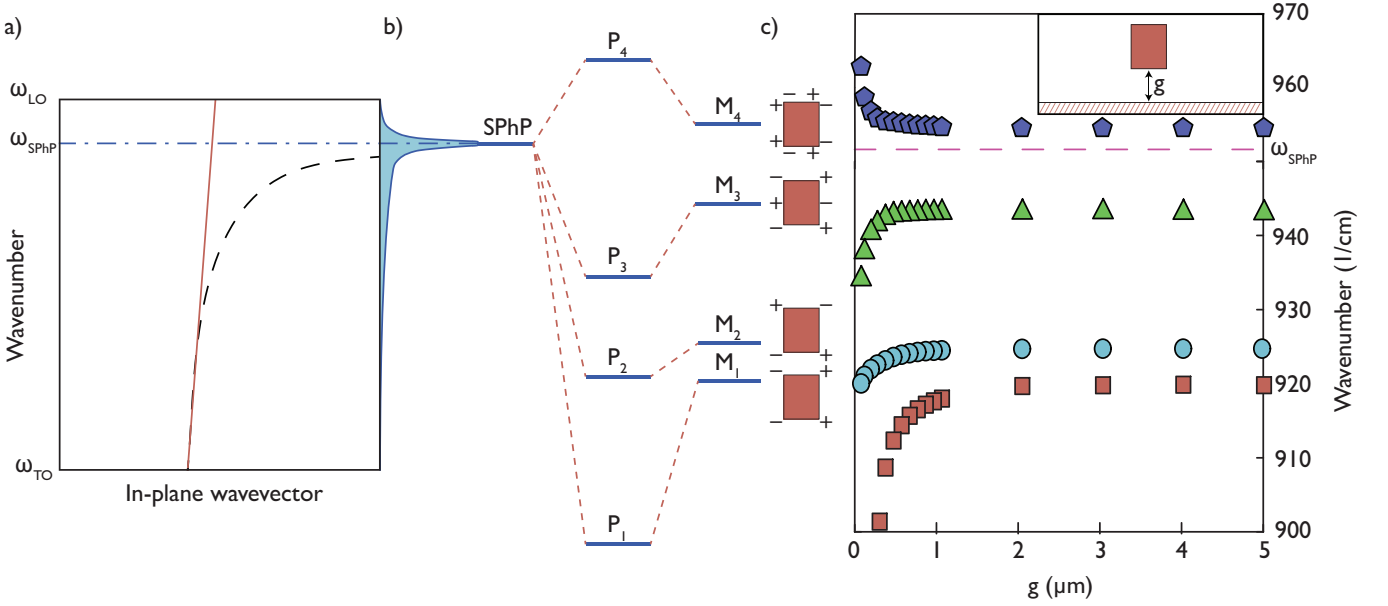 a)
ω_LO
ω_SPhP
ω_TO
Wavenumber
In-plane wavevector
b)
SPhP
P_4
P_3
P_2
P_1
M_4
M_3
M_2
M_1
− +
+ −
+ −
− +
− +
+ −
− +
+ −
− +
− +
− +
c)
g
970
960
ω_SPhP
940
930
920
910
900
Wavenumber (1/cm)
0 1 2 3 4 5
g (μm)